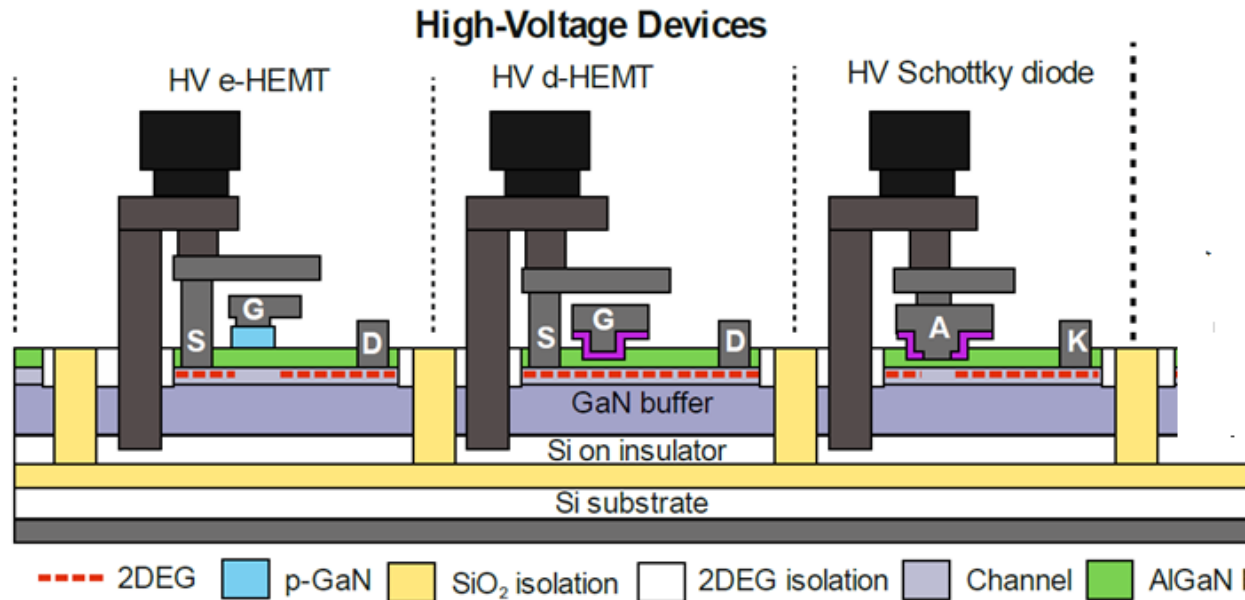 High-Voltage Devices
HV e-HEMT
HV d-HEMT
HV Schottky diode
G
S
D
G
S
D
A
K
GaN buffer
Si on insulator
Si substrate
2DEG
p-GaN
SiO₂ isolation
2DEG isolation
Channel
AlGaN